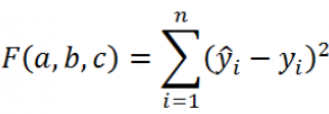 F(a, b, c) = ∑_{i=1}^{n} (ŷ_i − y_i)²